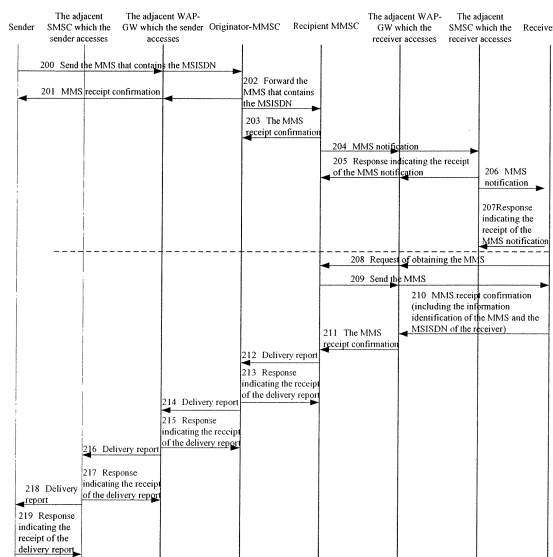 Sender
The adjacent
SMSC which the
sender accesses
The adjacent WAP-
GW which the sender
accesses
Originator-MMSC
Recipient MMSC
The adjacent WAP-
GW which the
receiver accesses
The adjacent
SMSC which the
receiver accesses
Receiver
200 Send the MMS that contains the MSISDN
201 MMS receipt confirmation
202 Forward the
MMS that contains
the MSISDN
203 The MMS
receipt confirmation
204 MMS notification
205 Response indicating the receipt
of the MMS notification
206 MMS
notification
207Response
indicating the
receipt of the
MMS notification
208 Request of obtaining the MMS
209 Send the MMS
210 MMS receipt confirmation
(including the information
identification of the MMS and the
MSISDN of the receiver)
211 The MMS
receipt confirmation
212 Delivery report
213 Response
indicating the receipt
of the delivery report
214 Delivery report
215 Response
indicating the receipt
of the delivery report
216 Delivery report
217 Response
indicating the receipt
of the delivery report
218 Delivery
report
219 Response
indicating the
receipt of the
delivery report